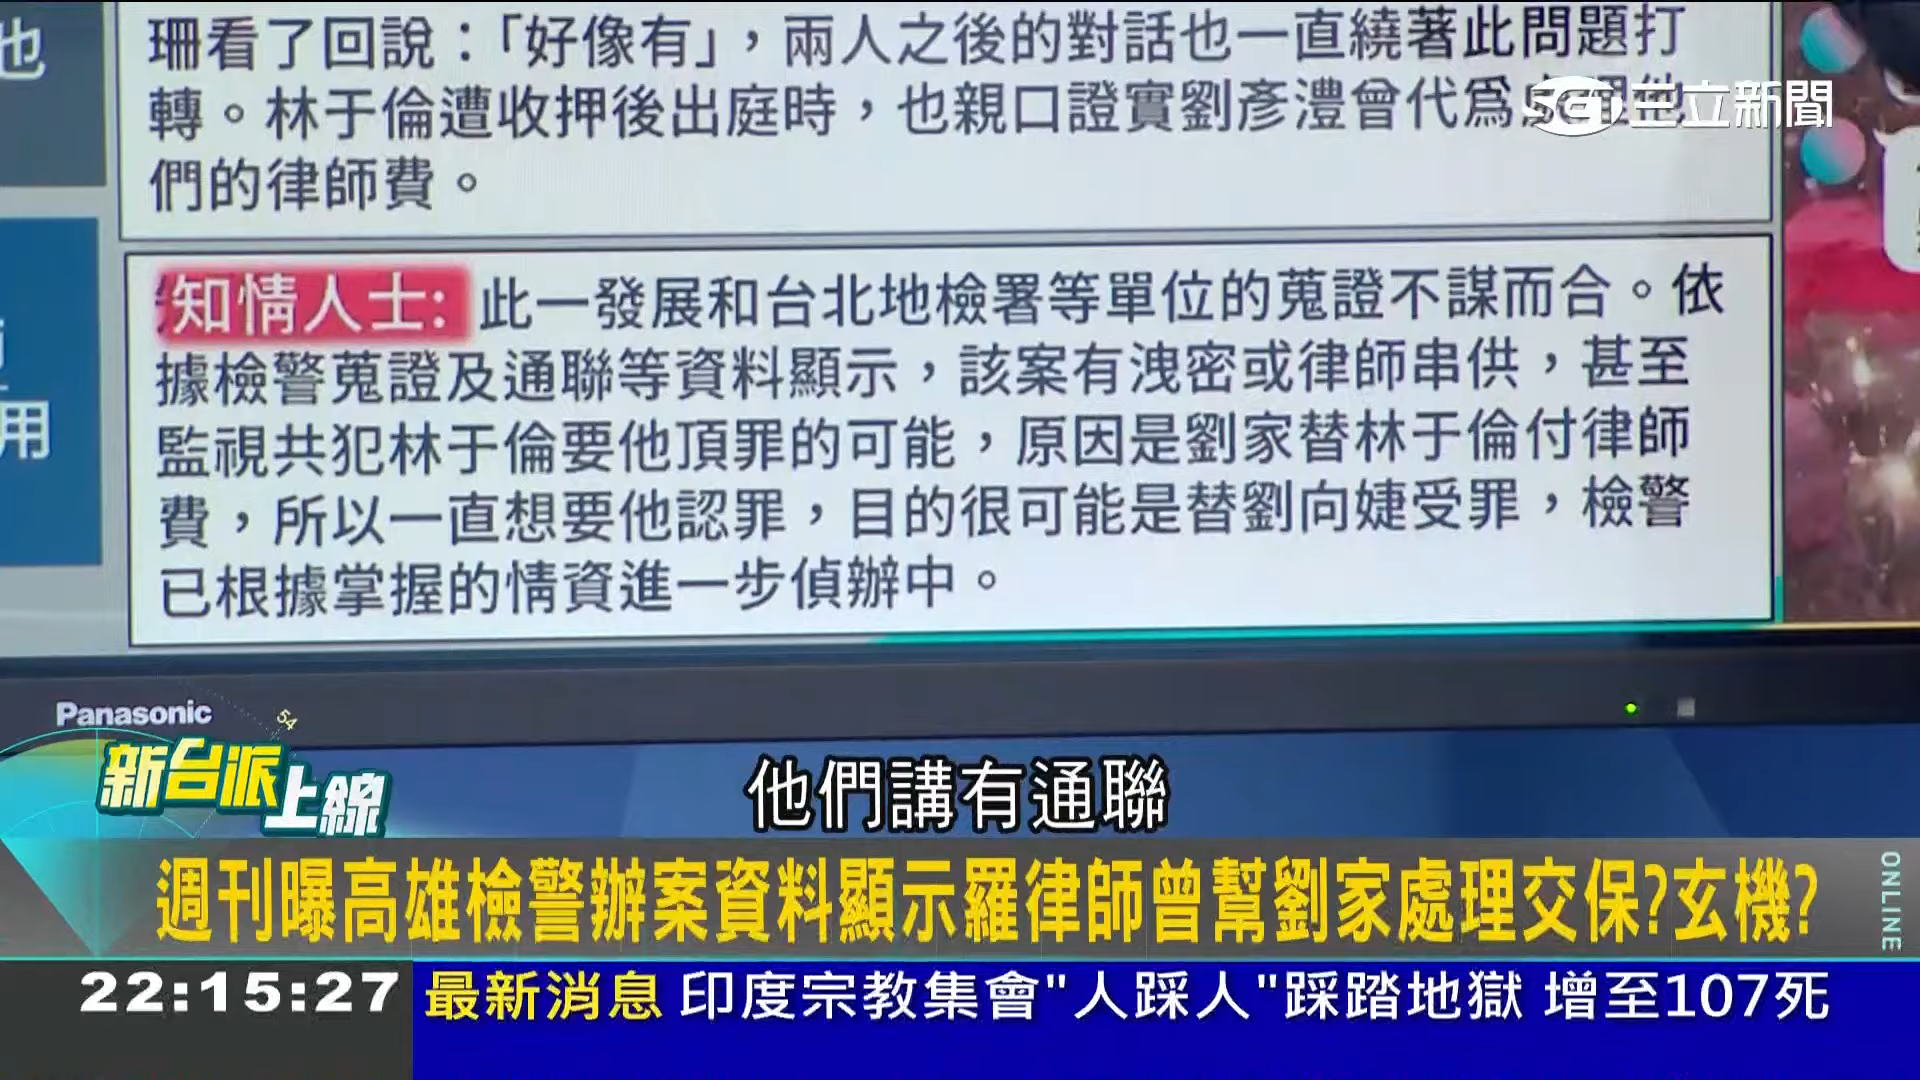 也
珊看了回說：「好像有」，兩人之後的對話也一直繞著此問題打
轉。林于倫遭收押後出庭時，也親口證實劉彥澧曾代爲
們的律師費。
三立新聞
用
知情人士:此一發展和台北地檢署等單位的蒐證不謀而合。依
據檢警蒐證及通聯等資料顯示，該案有洩密或律師串供，甚至
監視共犯林于倫要他頂罪的可能，原因是劉家替林于倫付律師
費，所以一直想要他認罪，目的很可能是替劉向婕受罪，檢警
已根據掌握的情資進一步偵辦中。
Panasonic
54
新台派上線
他們講有通聯
週刊曝高雄檢警辦案資料顯示羅律師曾幫劉家處理交保?玄機?
ONLINE
22:15:27
最新消息 印度宗教集會"人踩人"踩踏地獄 增至107死